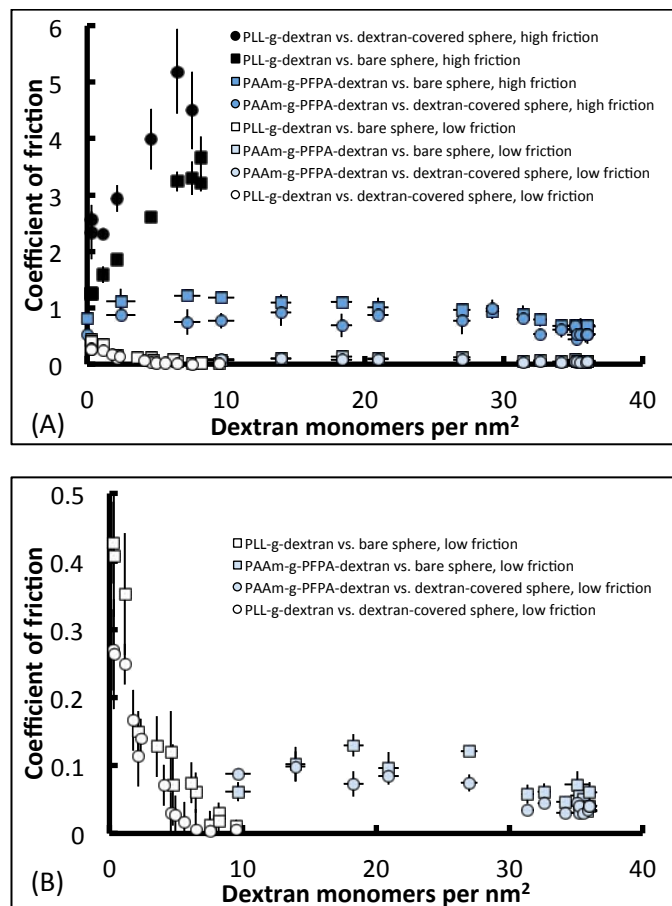 6
5
4
3
2
1
0
Coefficient of friction
PLL-g-dextran vs. dextran-covered sphere, high friction
PLL-g-dextran vs. bare sphere, high friction
PAAm-g-PFPA-dextran vs. bare sphere, high friction
PAAm-g-PFPA-dextran vs. dextran-covered sphere, high friction
PLL-g-dextran vs. bare sphere, low friction
PAAm-g-PFPA-dextran vs. bare sphere, low friction
PAAm-g-PFPA-dextran vs. dextran-covered sphere, low friction
PLL-g-dextran vs. dextran-covered sphere, low friction
0 10 20 30 40
(A) Dextran monomers per nm²
0.5
0.4
0.3
0.2
0.1
0
Coefficient of friction
PLL-g-dextran vs. bare sphere, low friction
PAAm-g-PFPA-dextran vs. bare sphere, low friction
PAAm-g-PFPA-dextran vs. dextran-covered sphere, low friction
PLL-g-dextran vs. dextran-covered sphere, low friction
0 10 20 30 40
(B) Dextran monomers per nm²